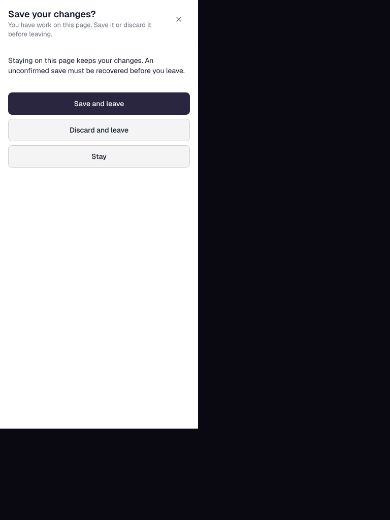 Save your changes?
You have work on this page. Save it or discard it
before leaving.
Staying on this page keeps your changes. An
unconfirmed save must be recovered before you leave.
Save and leave
Discard and leave
Stay